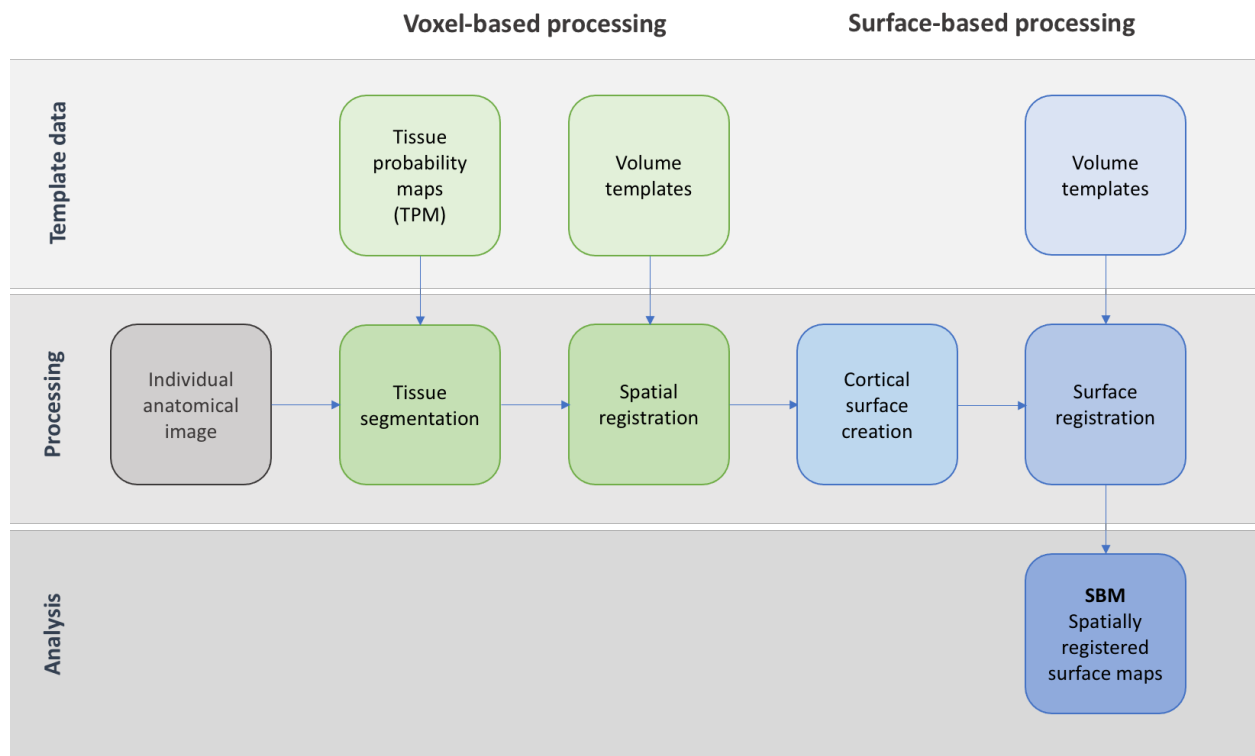 Voxel-based processing
Surface-based processing
Template data
Tissue
probability
maps
(TPM)
Volume
templates
Volume
templates
Processing
Individual
anatomical
image
Tissue
segmentation
Spatial
registration
Cortical
surface
creation
Surface
registration
Analysis
SBM
Spatially
registered
surface maps